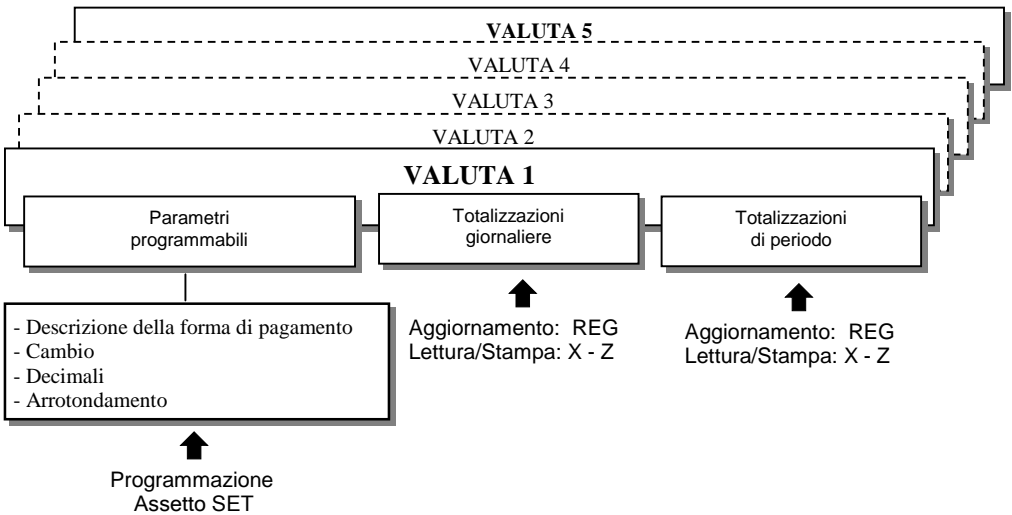 VALUTA 5
VALUTA 4
VALUTA 3
VALUTA 2
VALUTA 1
Parametri
programmabili
Totalizzazioni
giornaliere
Totalizzazioni
di periodo
- Descrizione della forma di pagamento
- Cambio
- Decimali
- Arrotondamento
Aggiornamento: REG
Lettura/Stampa: X - Z
Aggiornamento: REG
Lettura/Stampa: X - Z
Programmazione
Assetto SET